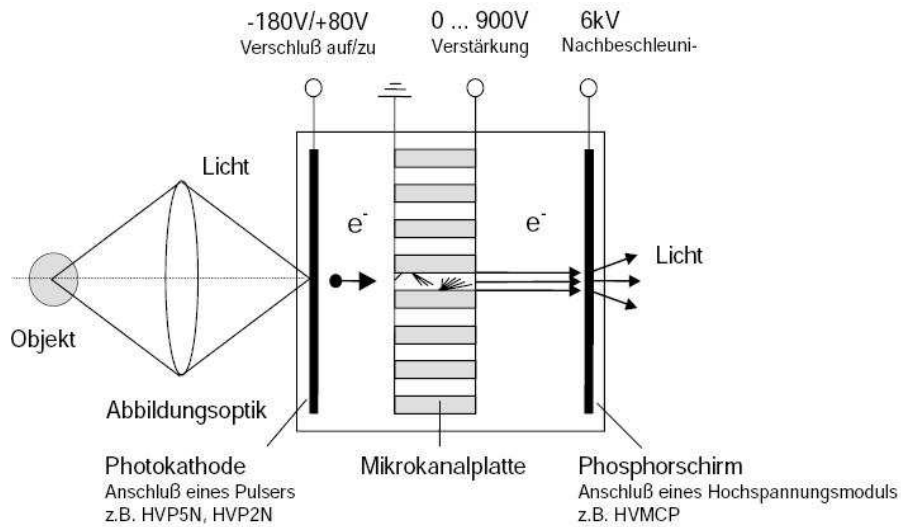 -180V/+80V
Verschluß auf/zu
0 ... 900V
Verstärkung
6kV
Nachbeschleuni-
Licht
e-
e-
Licht
Objekt
Abbildungsoptik
Photokathode
Anschluß eines Pulsers
z.B. HVP5N, HVP2N
Mikrokanalplatte
Phosphorschirm
Anschluß eines Hochspannungsmoduls
z.B. HVMCP